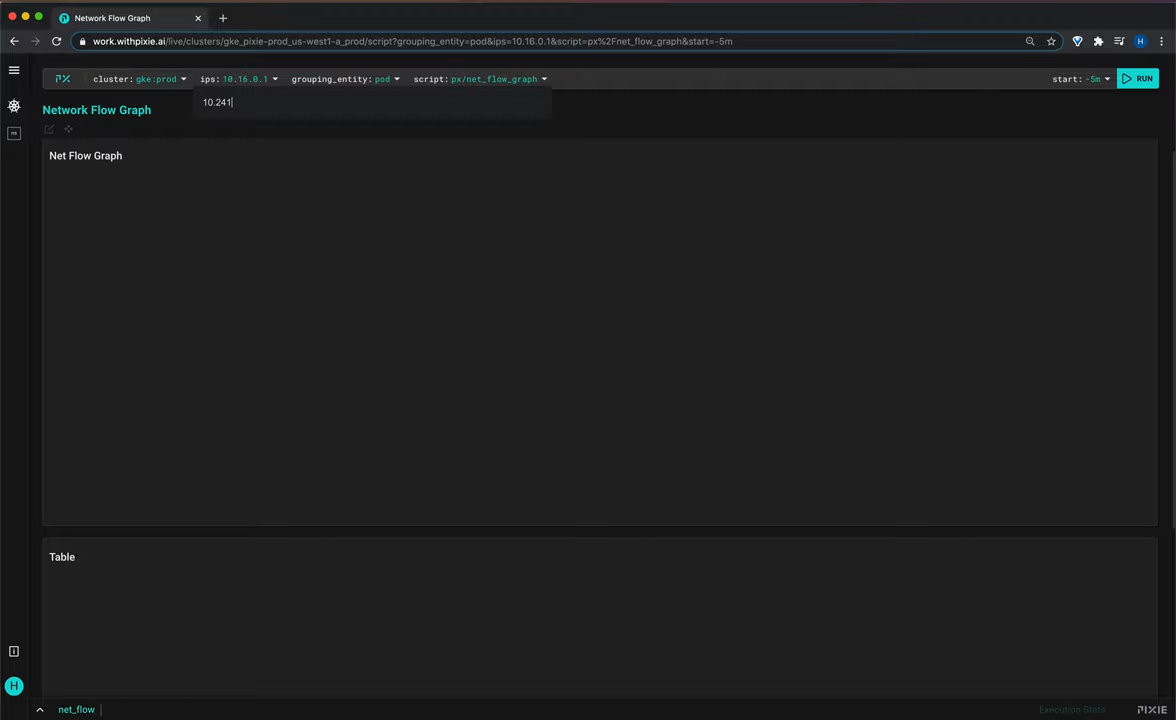 Network Flow Graph
work.withpixie.ai/live/clusters/gke_pixie-prod_us-west1-a_prod/script?grouping_entity=pod&ips=10.16.0.1&script=px%2Fnet_flow_graph&start=-5m
H
PX cluster: gke:prod ips: 10.16.0.1 grouping_entity: pod script: px/net_flow_graph start: -5m RUN
10.241
Network Flow Graph
ns
Net Flow Graph
Table
H
net_flow Execution Stats PIXIE